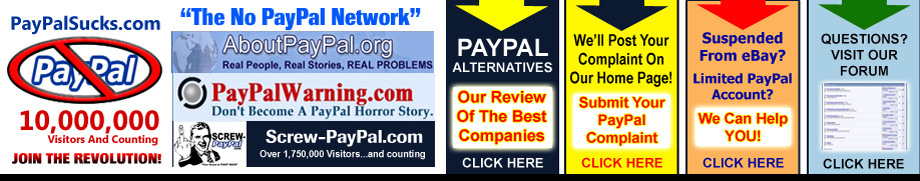 PayPalSucks.com
PayPal
10,000,000
Visitors And Counting
JOIN THE REVOLUTION!
“The No PayPal Network”
AboutPayPal.org
Real People, Real Stories, REAL PROBLEMS
PayPalWarning.com
Don't Become A PayPal Horror Story.
SCREW-
PayPal
Screw-PayPal.com
Over 1,750,000 Visitors...and counting
PAYPAL
ALTERNATIVES
Our Review
Of The Best
Companies
CLICK HERE
We'll Post Your
Complaint On
Our Home Page!
Submit Your
PayPal
Complaint
CLICK HERE
Suspended
From eBay?
Limited PayPal
Account?
We Can Help
YOU!
CLICK HERE
QUESTIONS?
VISIT OUR
FORUM
CLICK HERE